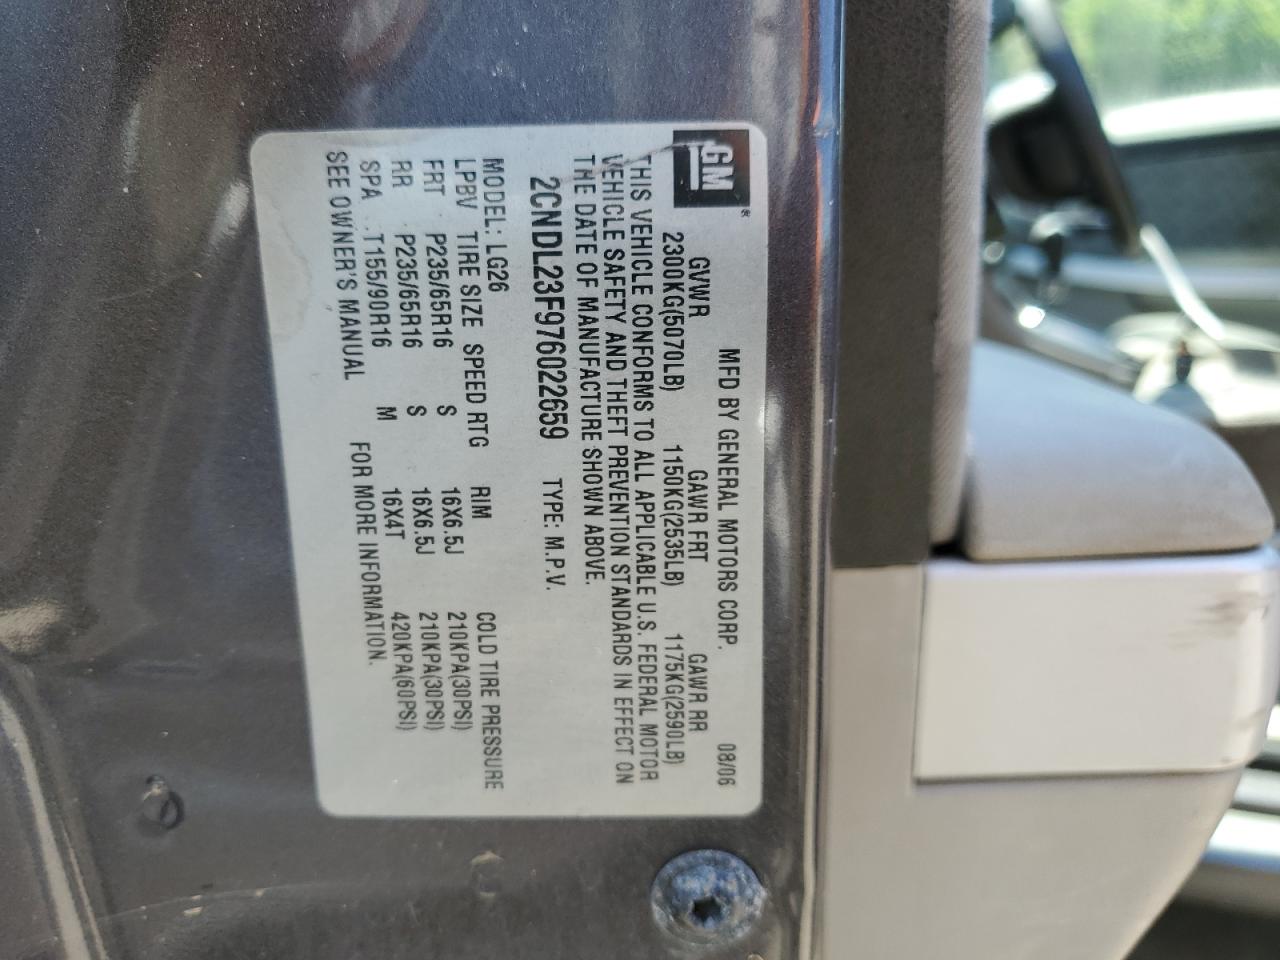 GM®
MFD BY GENERAL MOTORS CORP. 08/06
GVWR GAWR FRT GAWR RR
2300KG(5070LB) 1150KG(2535LB) 1175KG(2590LB)
THIS VEHICLE CONFORMS TO ALL APPLICABLE U.S. FEDERAL MOTOR
VEHICLE SAFETY AND THEFT PREVENTION STANDARDS IN EFFECT ON
THE DATE OF MANUFACTURE SHOWN ABOVE.
2CNDL23F976022659 TYPE: M.P.V.
MODEL: LG26
LPBV TIRE SIZE SPEED RTG RIM COLD TIRE PRESSURE
FRT P235/65R16 S 16X6.5J 210KPA(30PSI)
RR P235/65R16 S 16X6.5J 210KPA(30PSI)
SPA T155/90R16 M 16X4T 420KPA(60PSI)
SEE OWNER'S MANUAL FOR MORE INFORMATION.